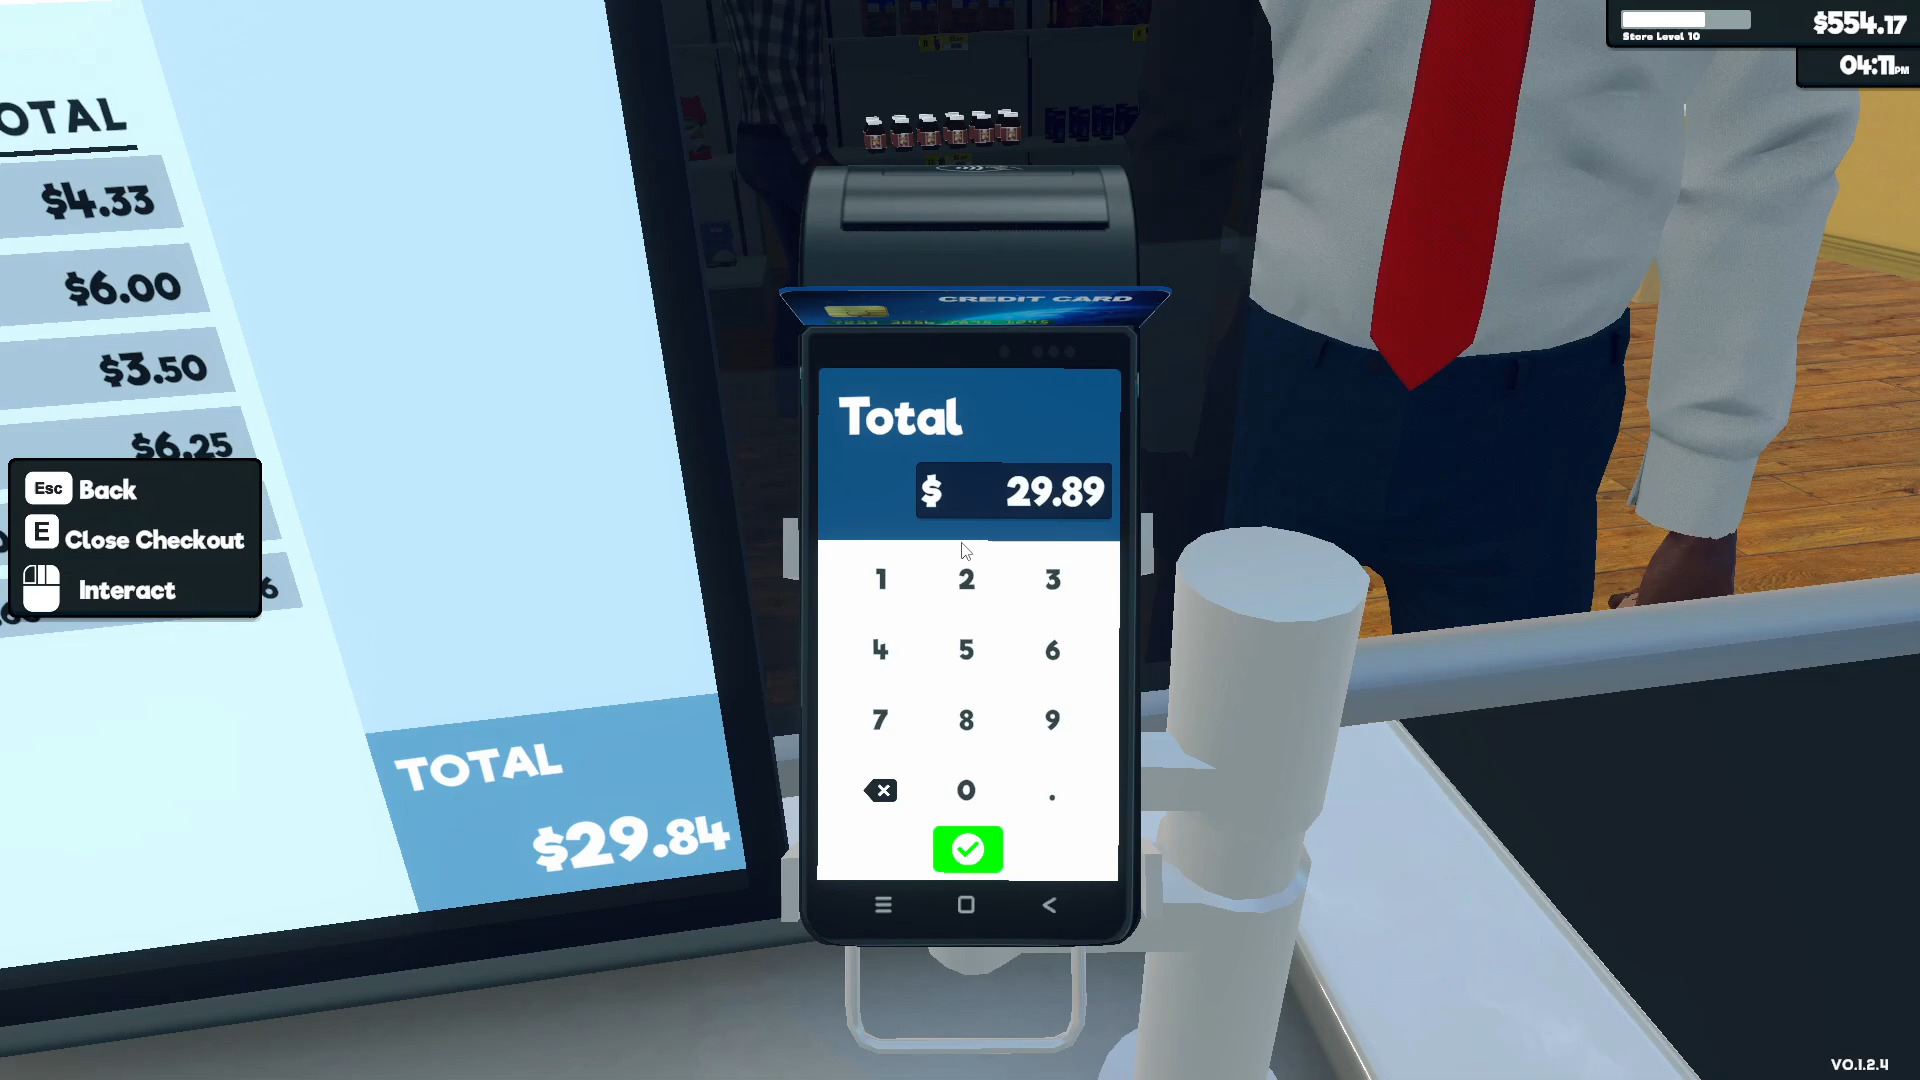 $554.17
Store Level 10
04:11PM
OTAL
$4.33
$6.00
$3.50
$6.25
6
TOTAL
$29.84
Esc Back
E Close Checkout
Interact
CREDIT CARD
Total
$ 29.89
1 2 3
4 5 6
7 8 9
0 .
V0.1.2.4